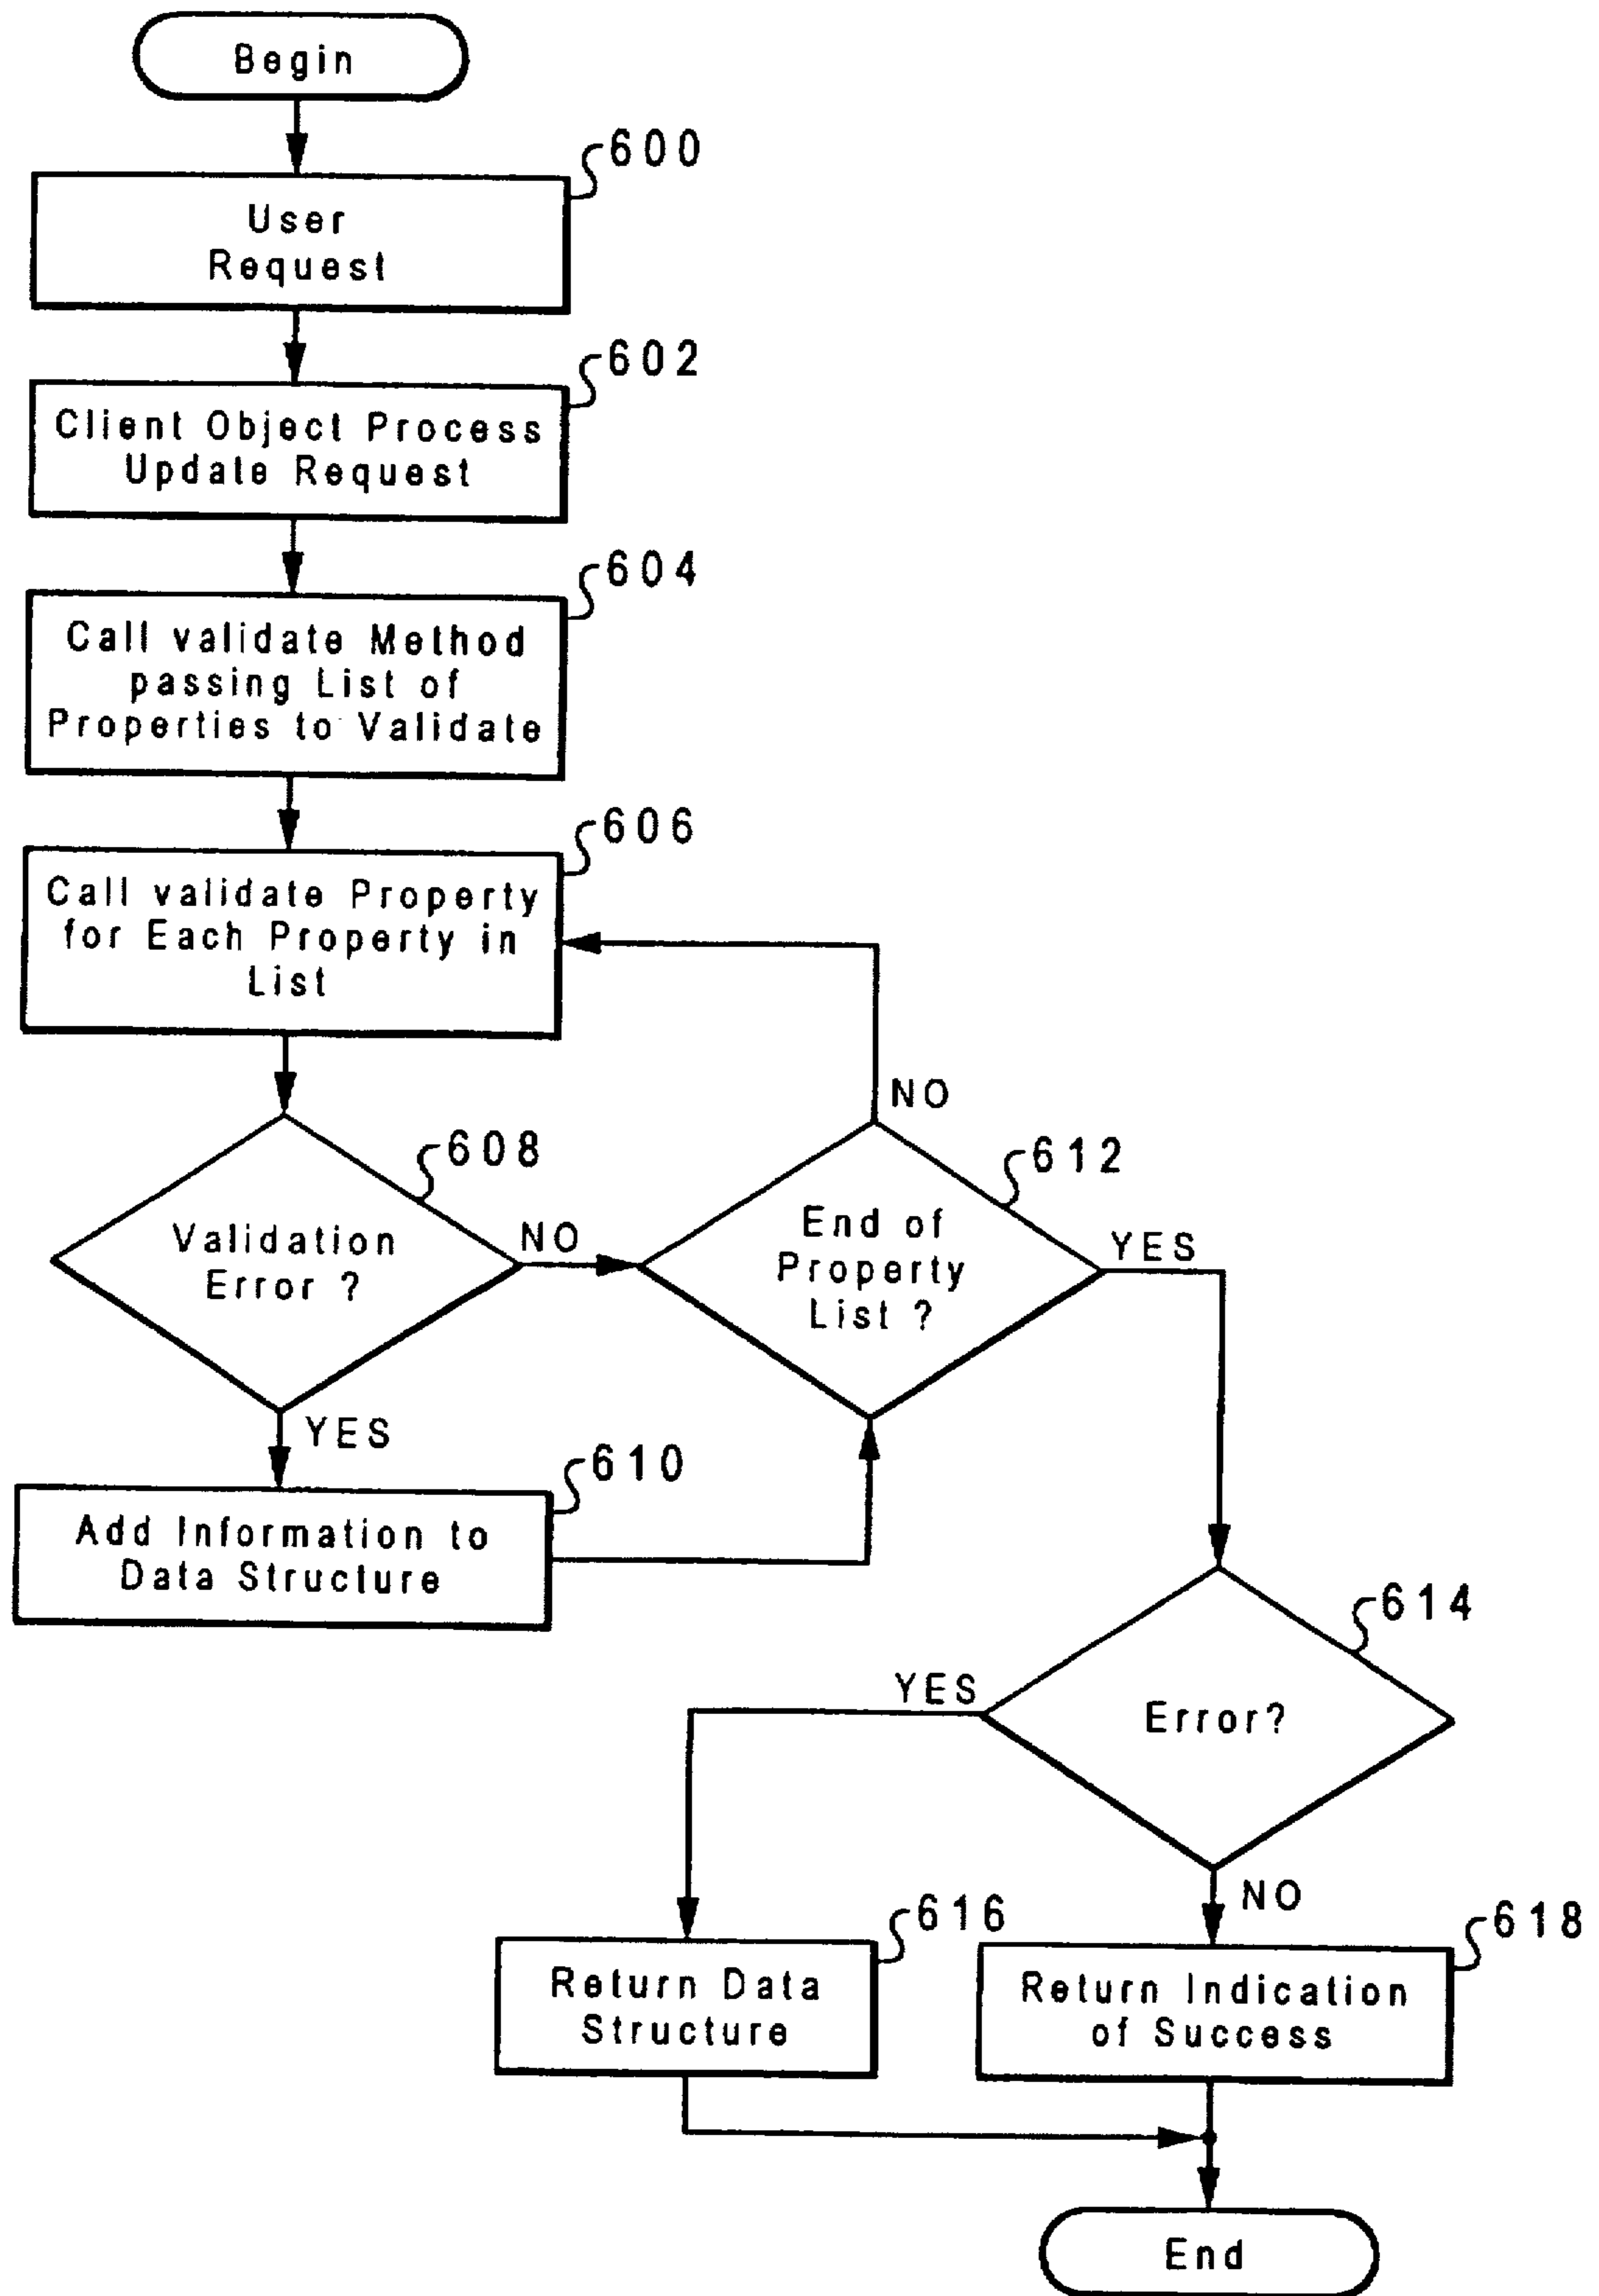 Begin
600
User
Request
602
Client Object Process
Update Request
604
Call validate Method
passing List of
Properties to Validate
606
Call validate Property
for Each Property in
List
NO
608
612
Validation
Error ?
NO
End of
Property
List ?
YES
YES
610
Add Information to
Data Structure
614
YES
Error?
NO
616
618
Return Data
Structure
Return Indication
of Success
End